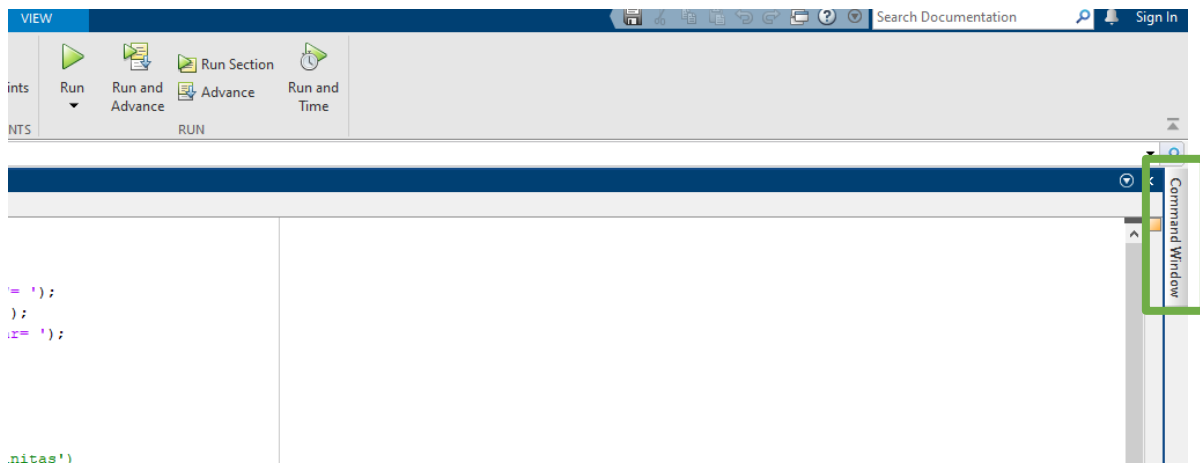 VIEW
Search Documentation
Sign In
ints
Run
Run and
Advance
Run Section
Advance
Run and
Time
NTS
RUN
Command Window
'= ');
);
ar= ');
nitas')